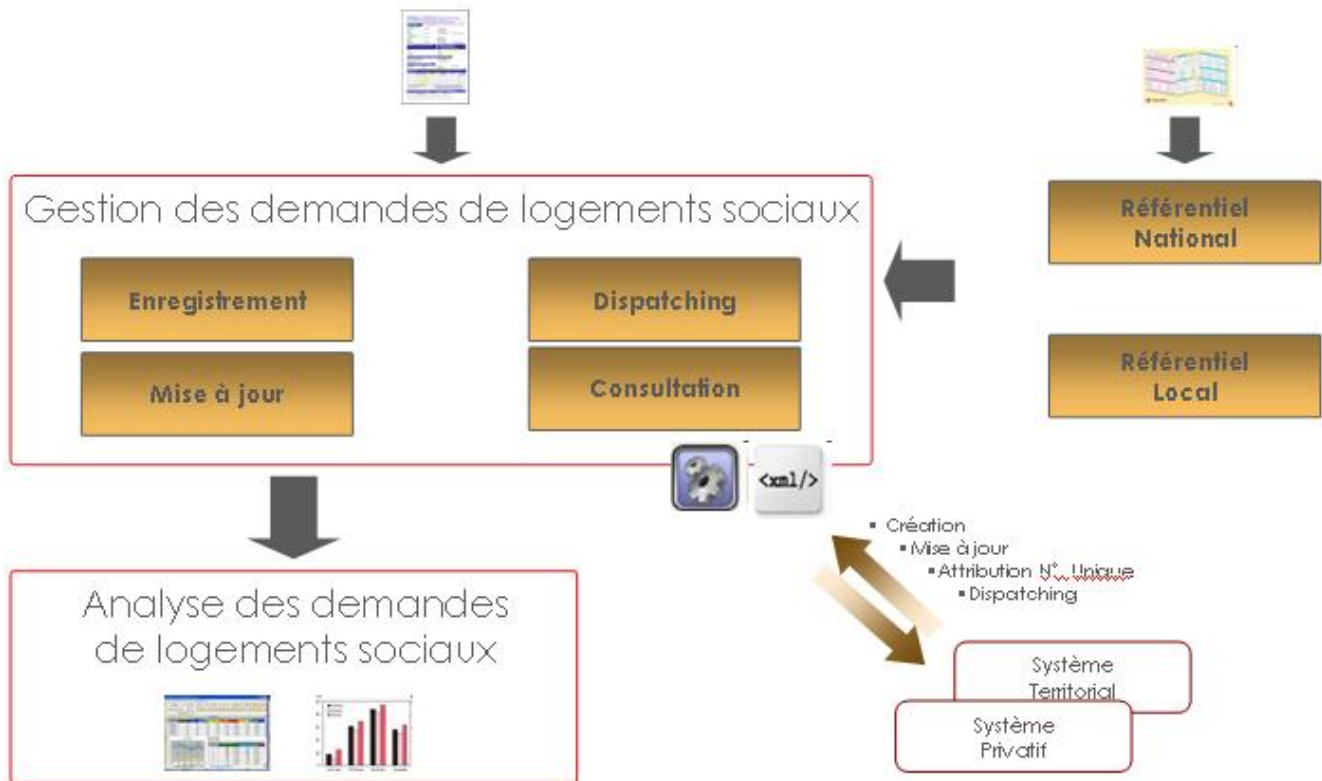 Gestion des demandes de logements sociaux
Enregistrement
Dispatching
Mise à jour
Consultation
Référentiel
National
Référentiel
Local
<xml/>
Création
Mise à jour
Attribution N°. Unique
Dispatching
Analyse des demandes
de logements sociaux
Système
Territorial
Système
Privatif